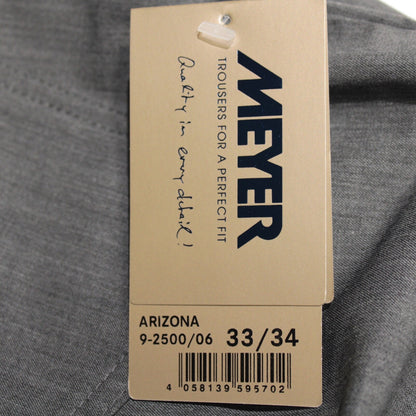 MEYER
TROUSERS FOR A PERFECT FIT
Quality in every detail!
ARIZONA
9-2500/06 33/34
4 058139 595702